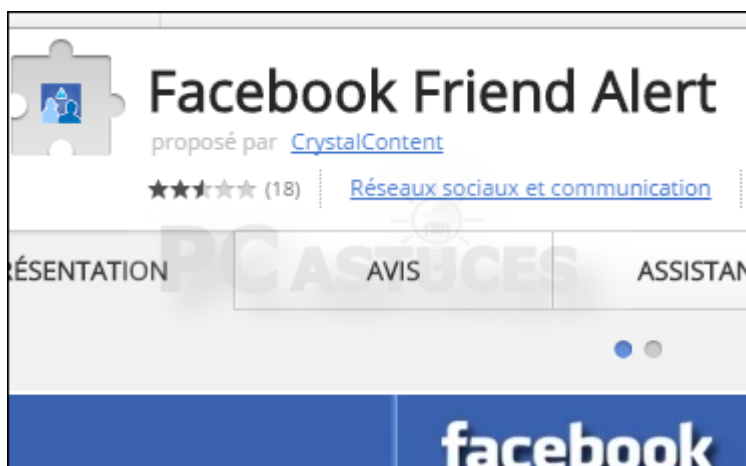 Facebook Friend Alert
proposé par CrystalContent
(18) Réseaux sociaux et communication
PC ASTUCES
RÉSENTATION AVIS ASSISTAN
facebook